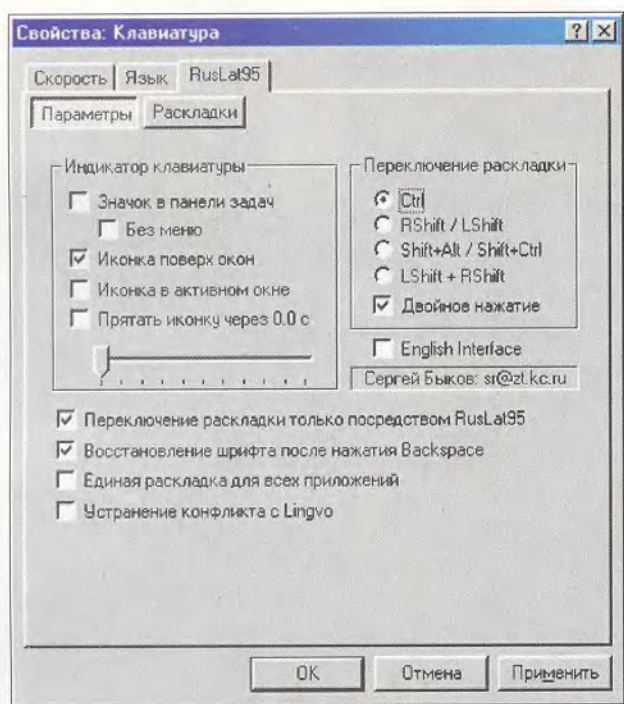 Свойства: Клавиатура
Скорость Язык RusLat95
Параметры Раскладки
Индикатор клавиатуры
Значок в панели задач
Без меню
Иконка поверх окон
Иконка в активном окне
Прятать иконку через 0.0 с
Переключение раскладки
Ctrl
RShift / LShift
Shift+Alt / Shift+Ctrl
LShift + RShift
Двойное нажатие
English Interface
Сергей Быков: sr@zt.kc.ru
Переключение раскладки только посредством RusLat95
Восстановление шрифта после нажатия Backspace
Единая раскладка для всех приложений
Устранение конфликта с Lingvo
OK Отмена Применить